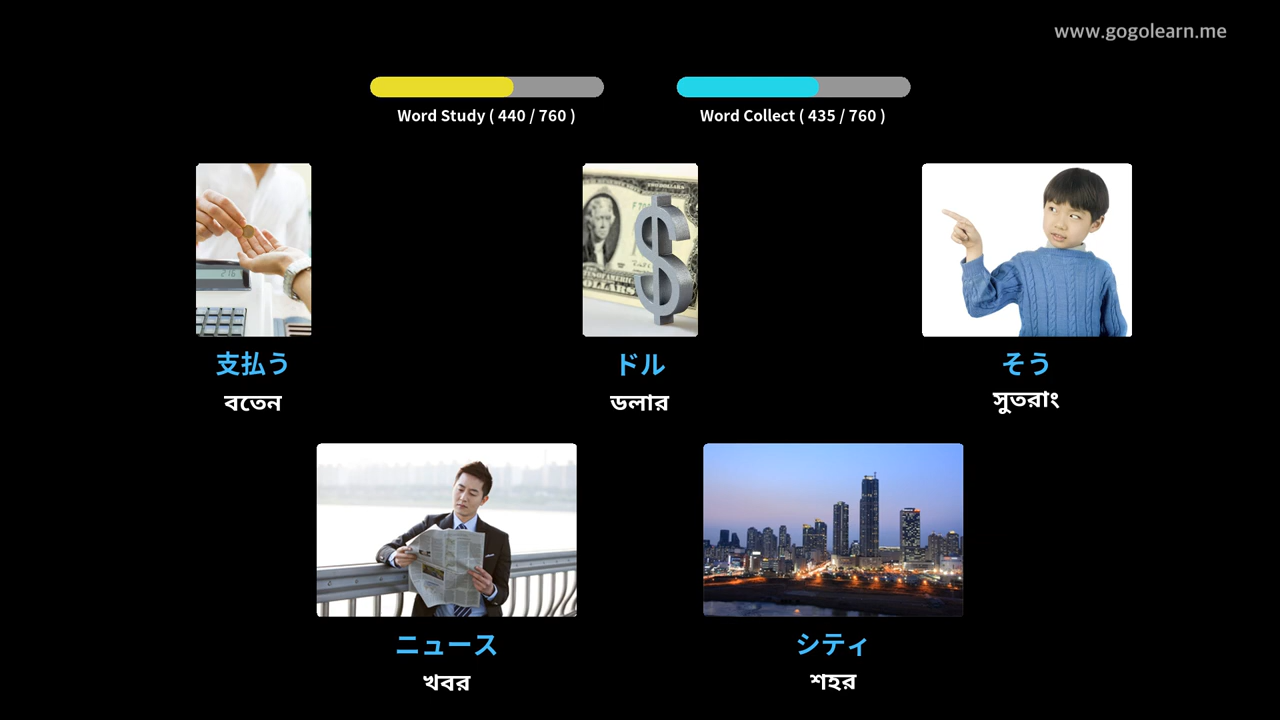 www.gogolearn.me
Word Study ( 440 / 760 )
Word Collect ( 435 / 760 )
支払う
ドル
そう
বতেন
ডলার
সুতরাং
ニュース
シティ
খবর
শহর